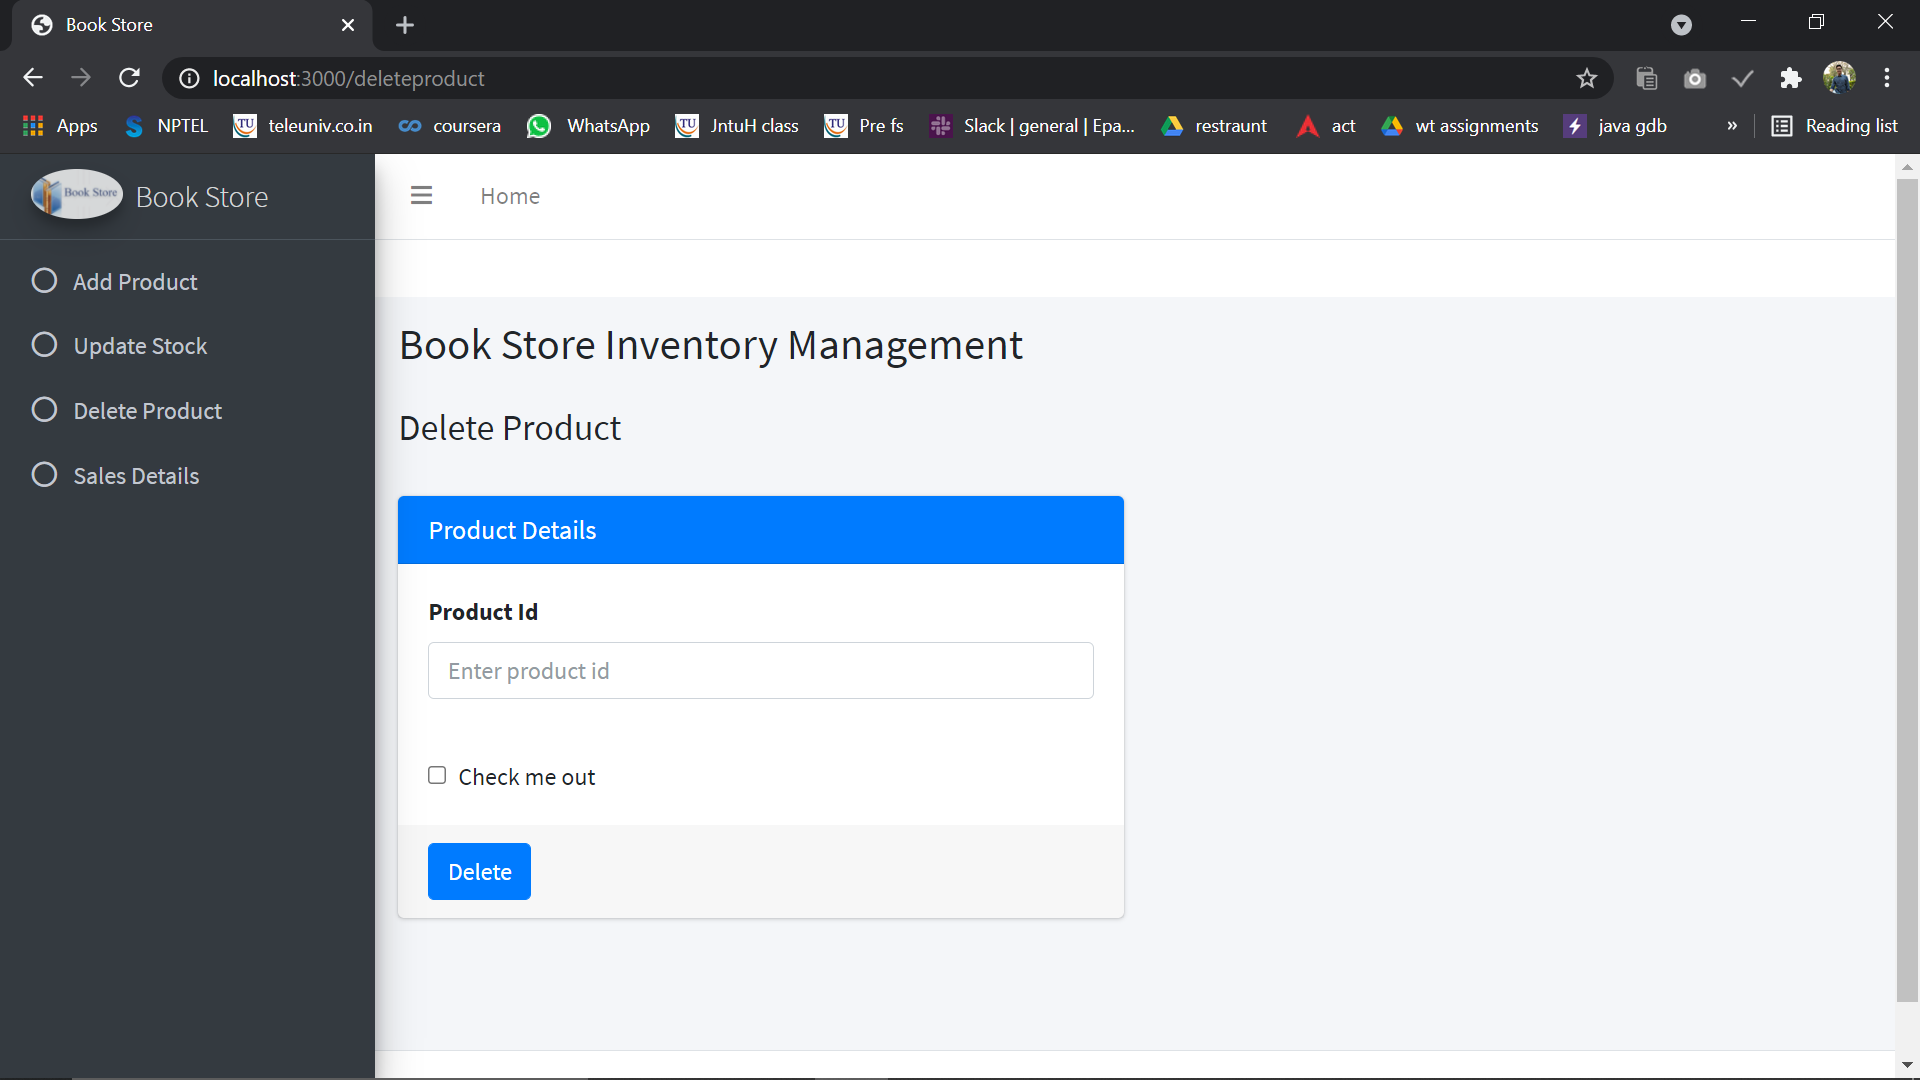 Book Store
localhost:3000/deleteproduct
Apps NPTEL TU teleuniv.co.in coursera WhatsApp TU JntuH class TU Pre fs Slack | general | Epa... restraunt act wt assignments java gdb » Reading list
Book Store Book Store
Home
Add Product
Update Stock
Delete Product
Sales Details
Book Store Inventory Management
Delete Product
Product Details
Product Id
Enter product id
Check me out
Delete